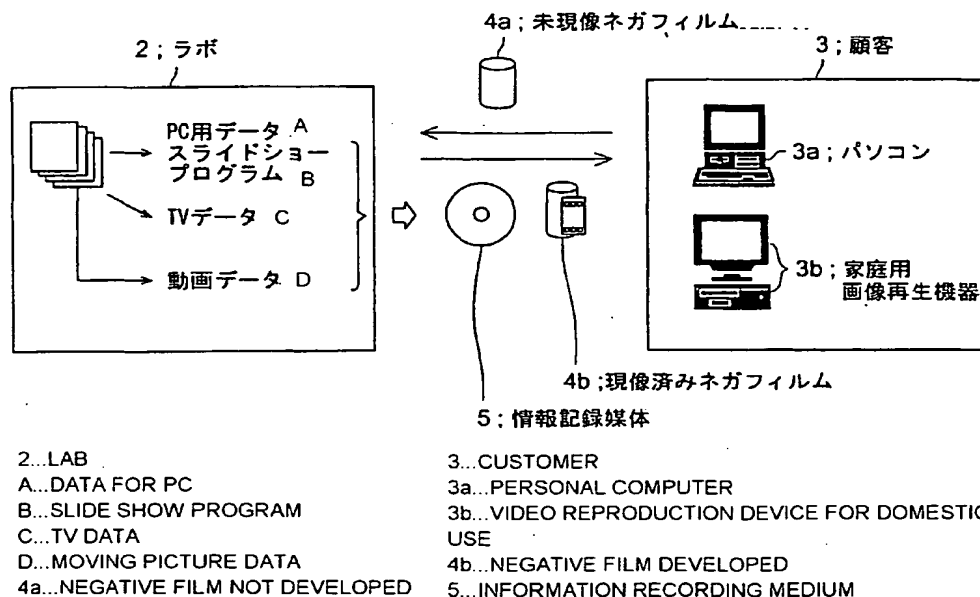 4a ; 未現像ネガフィルム
2 ; ラボ
3 ; 顧客
PC用データ A
スライドショー
プログラム B
TVデータ C
動画データ D
3a ; パソコン
3b ; 家庭用
画像再生機器
4b ;現像済みネガフィルム
5 ; 情報記録媒体
2...LAB
A...DATA FOR PC
B...SLIDE SHOW PROGRAM
C...TV DATA
D...MOVING PICTURE DATA
4a...NEGATIVE FILM NOT DEVELOPED
3...CUSTOMER
3a...PERSONAL COMPUTER
3b...VIDEO REPRODUCTION DEVICE FOR DOMESTIC
USE
4b...NEGATIVE FILM DEVELOPED
5...INFORMATION RECORDING MEDIUM